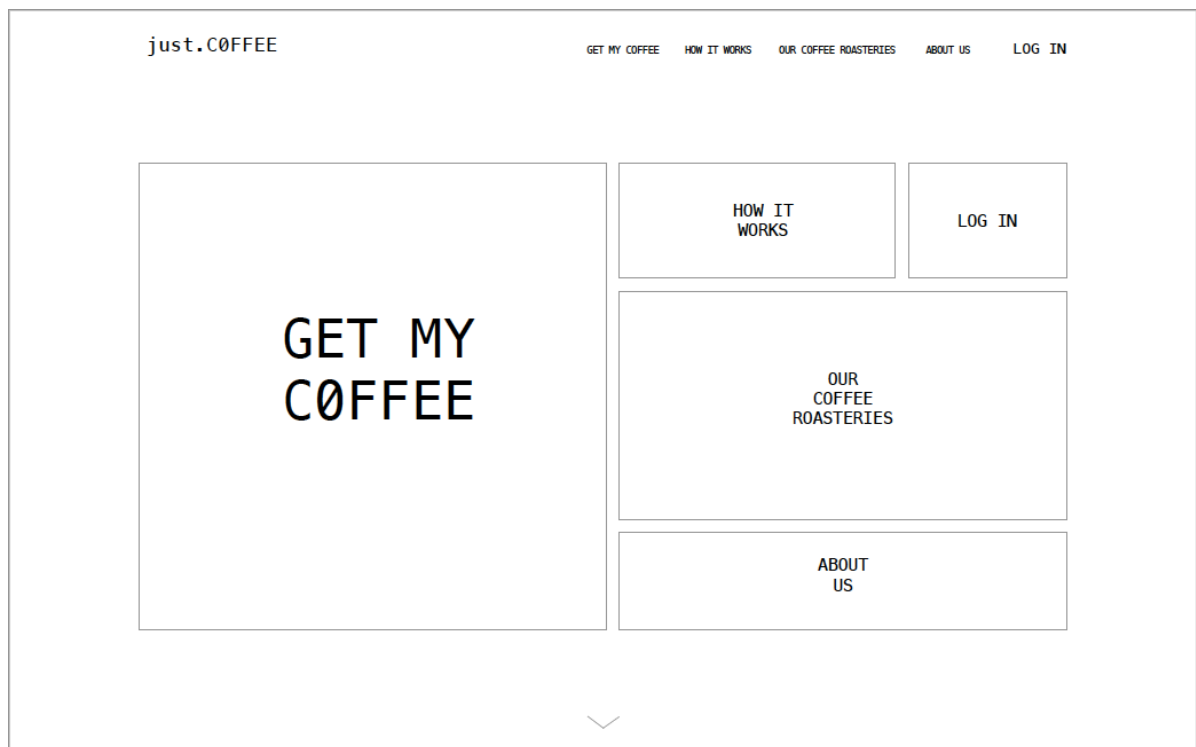 just.C0FFEE
GET MY COFFEE HOW IT WORKS OUR COFFEE ROASTERIES ABOUT US LOG IN
GET MY
C0FFEE
HOW IT
WORKS
LOG IN
OUR
COFFEE
ROASTERIES
ABOUT
US